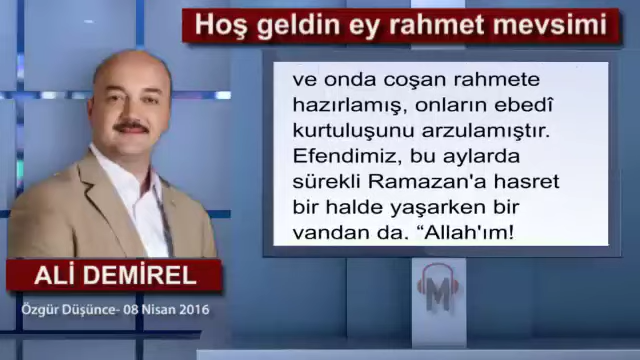 Hoş geldin ey rahmet mevsimi
ve onda coşan rahmete
hazırlamış, onların ebedî
kurtuluşunu arzulamıştır.
Efendimiz, bu aylarda
sürekli Ramazan'a hasret
bir halde yaşarken bir
vandan da. “Allah'ım!
ALİ DEMİREL
Özgür Düşünce- 08 Nisan 2016
M